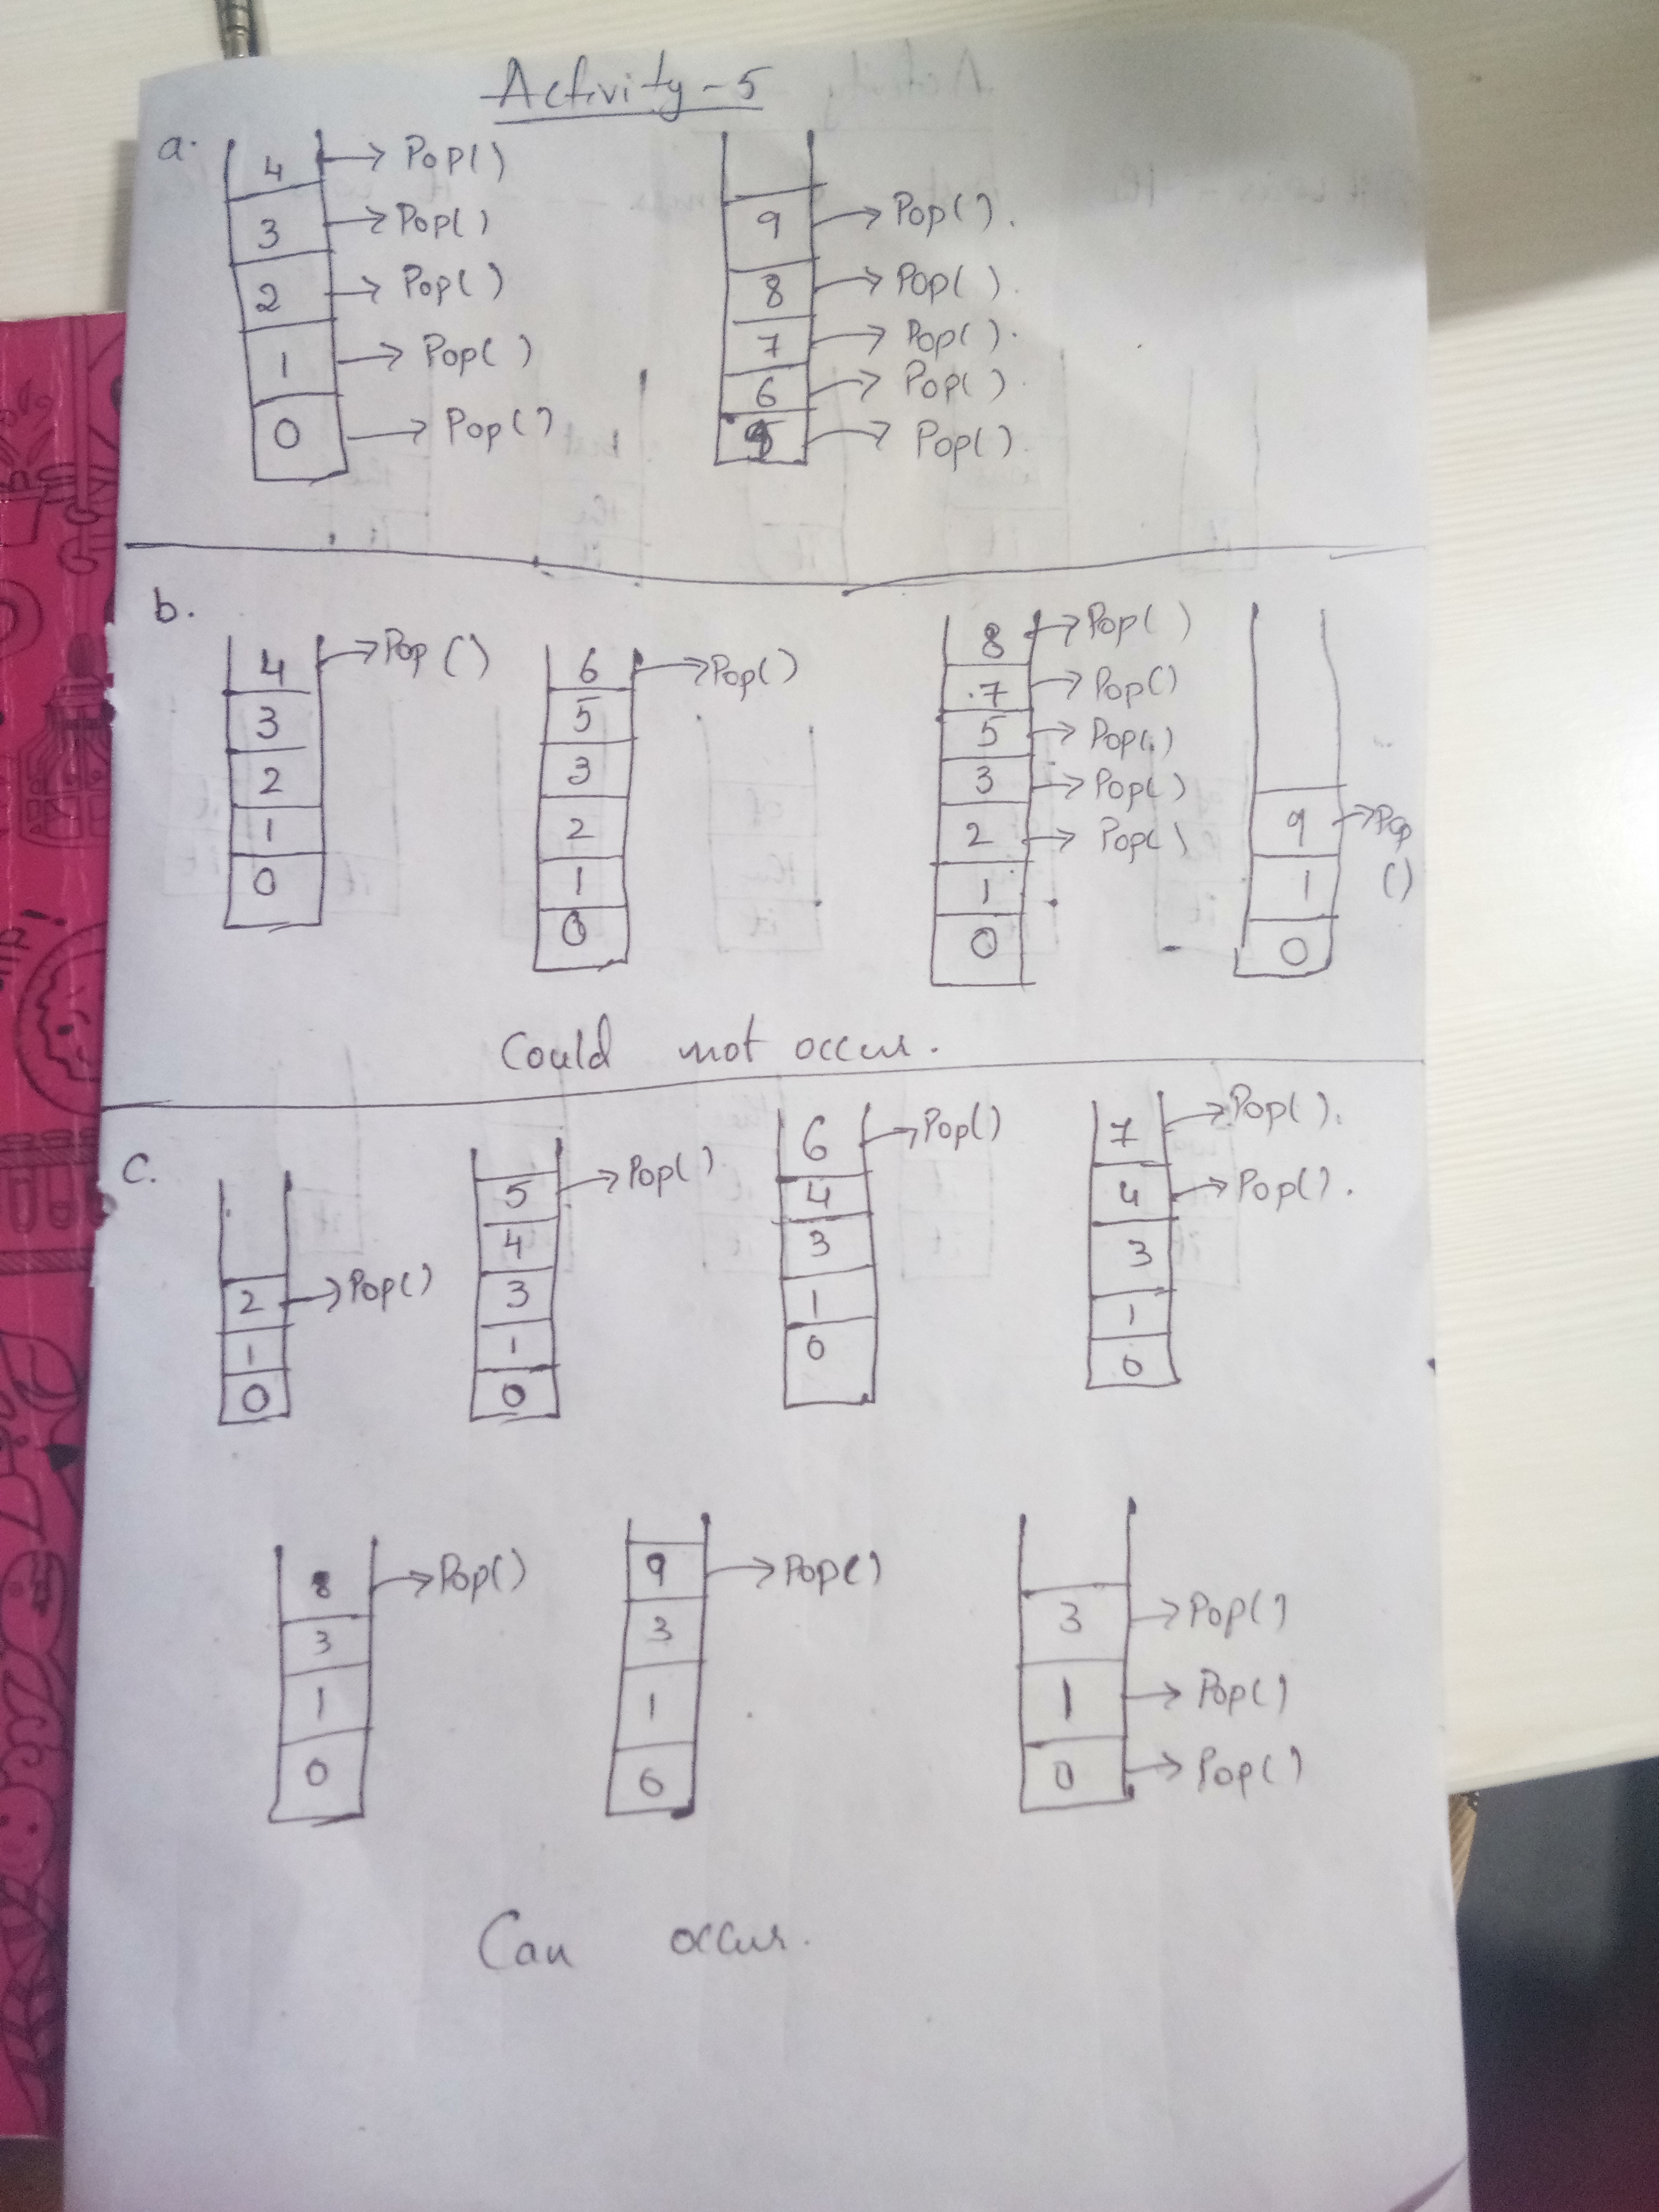 Activity-5
a.
4 → Pop()
3 → Pop()
2 → Pop()
1 → Pop()
0 → Pop()
9 → Pop().
8 → Pop().
7 → Pop().
6 → Pop().
→ Pop().
b.
4 → Pop()
3
2
1
0
6 → Pop()
5
3
2
1
0
8 → Pop()
.7 → Pop()
5 → Pop()
3 → Pop()
2 → Pop()
1
0
9 → Pop
()
1
0
Could not occur.
C.
2 → Pop()
1
0
5 → Pop()
4
3
1
0
6 → Pop()
4
3
1
0
7 → Pop().
4 → Pop().
3
1
0
8 → Pop()
3
1
0
9 → Pop()
3
1
0
3 → Pop()
1 → Pop()
0 → Pop()
Can occur.